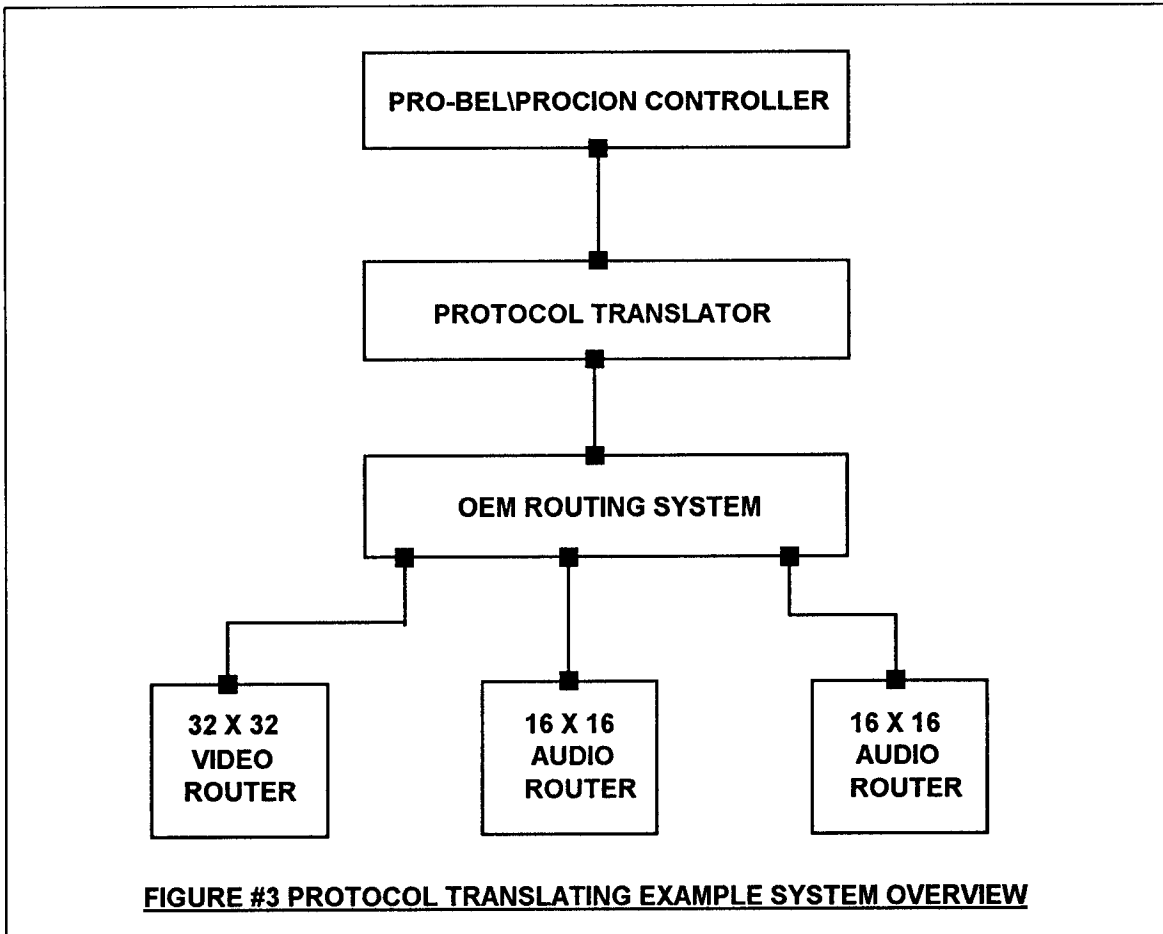 PRO-BEL\PROCION CONTROLLER
PROTOCOL TRANSLATOR
OEM ROUTING SYSTEM
32 X 32
VIDEO
ROUTER
16 X 16
AUDIO
ROUTER
16 X 16
AUDIO
ROUTER
FIGURE #3 PROTOCOL TRANSLATING EXAMPLE SYSTEM OVERVIEW